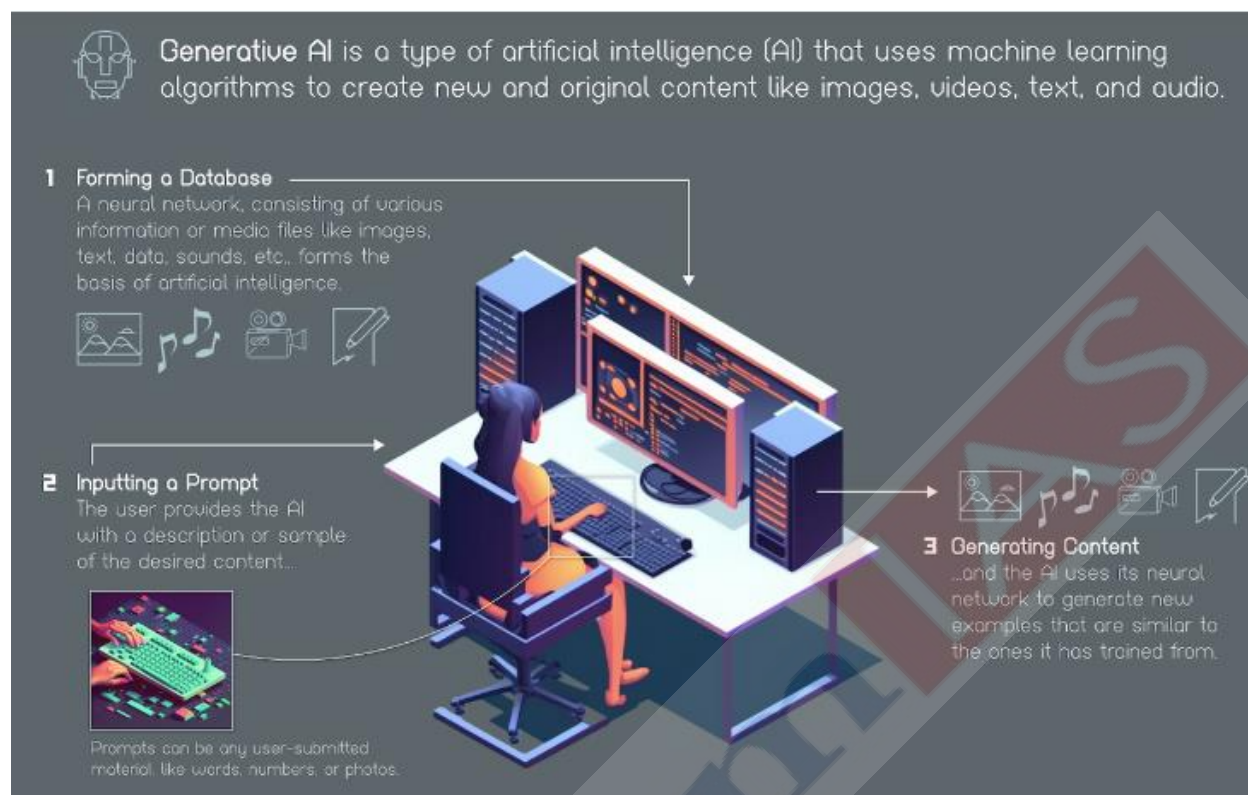 Generative AI is a type of artificial intelligence (AI) that uses machine learning
algorithms to create new and original content like images, videos, text, and audio.
1 Forming a Database
A neural network, consisting of various
information or media files like images,
text, data, sounds, etc., forms the
basis of artificial intelligence.
2 Inputting a Prompt
The user provides the AI
with a description or sample
of the desired content...
Prompts can be any user-submitted
material, like words, numbers, or photos.
3 Generating Content
...and the AI uses its neural
network to generate new
examples that are similar to
the ones it has trained from.
IAS